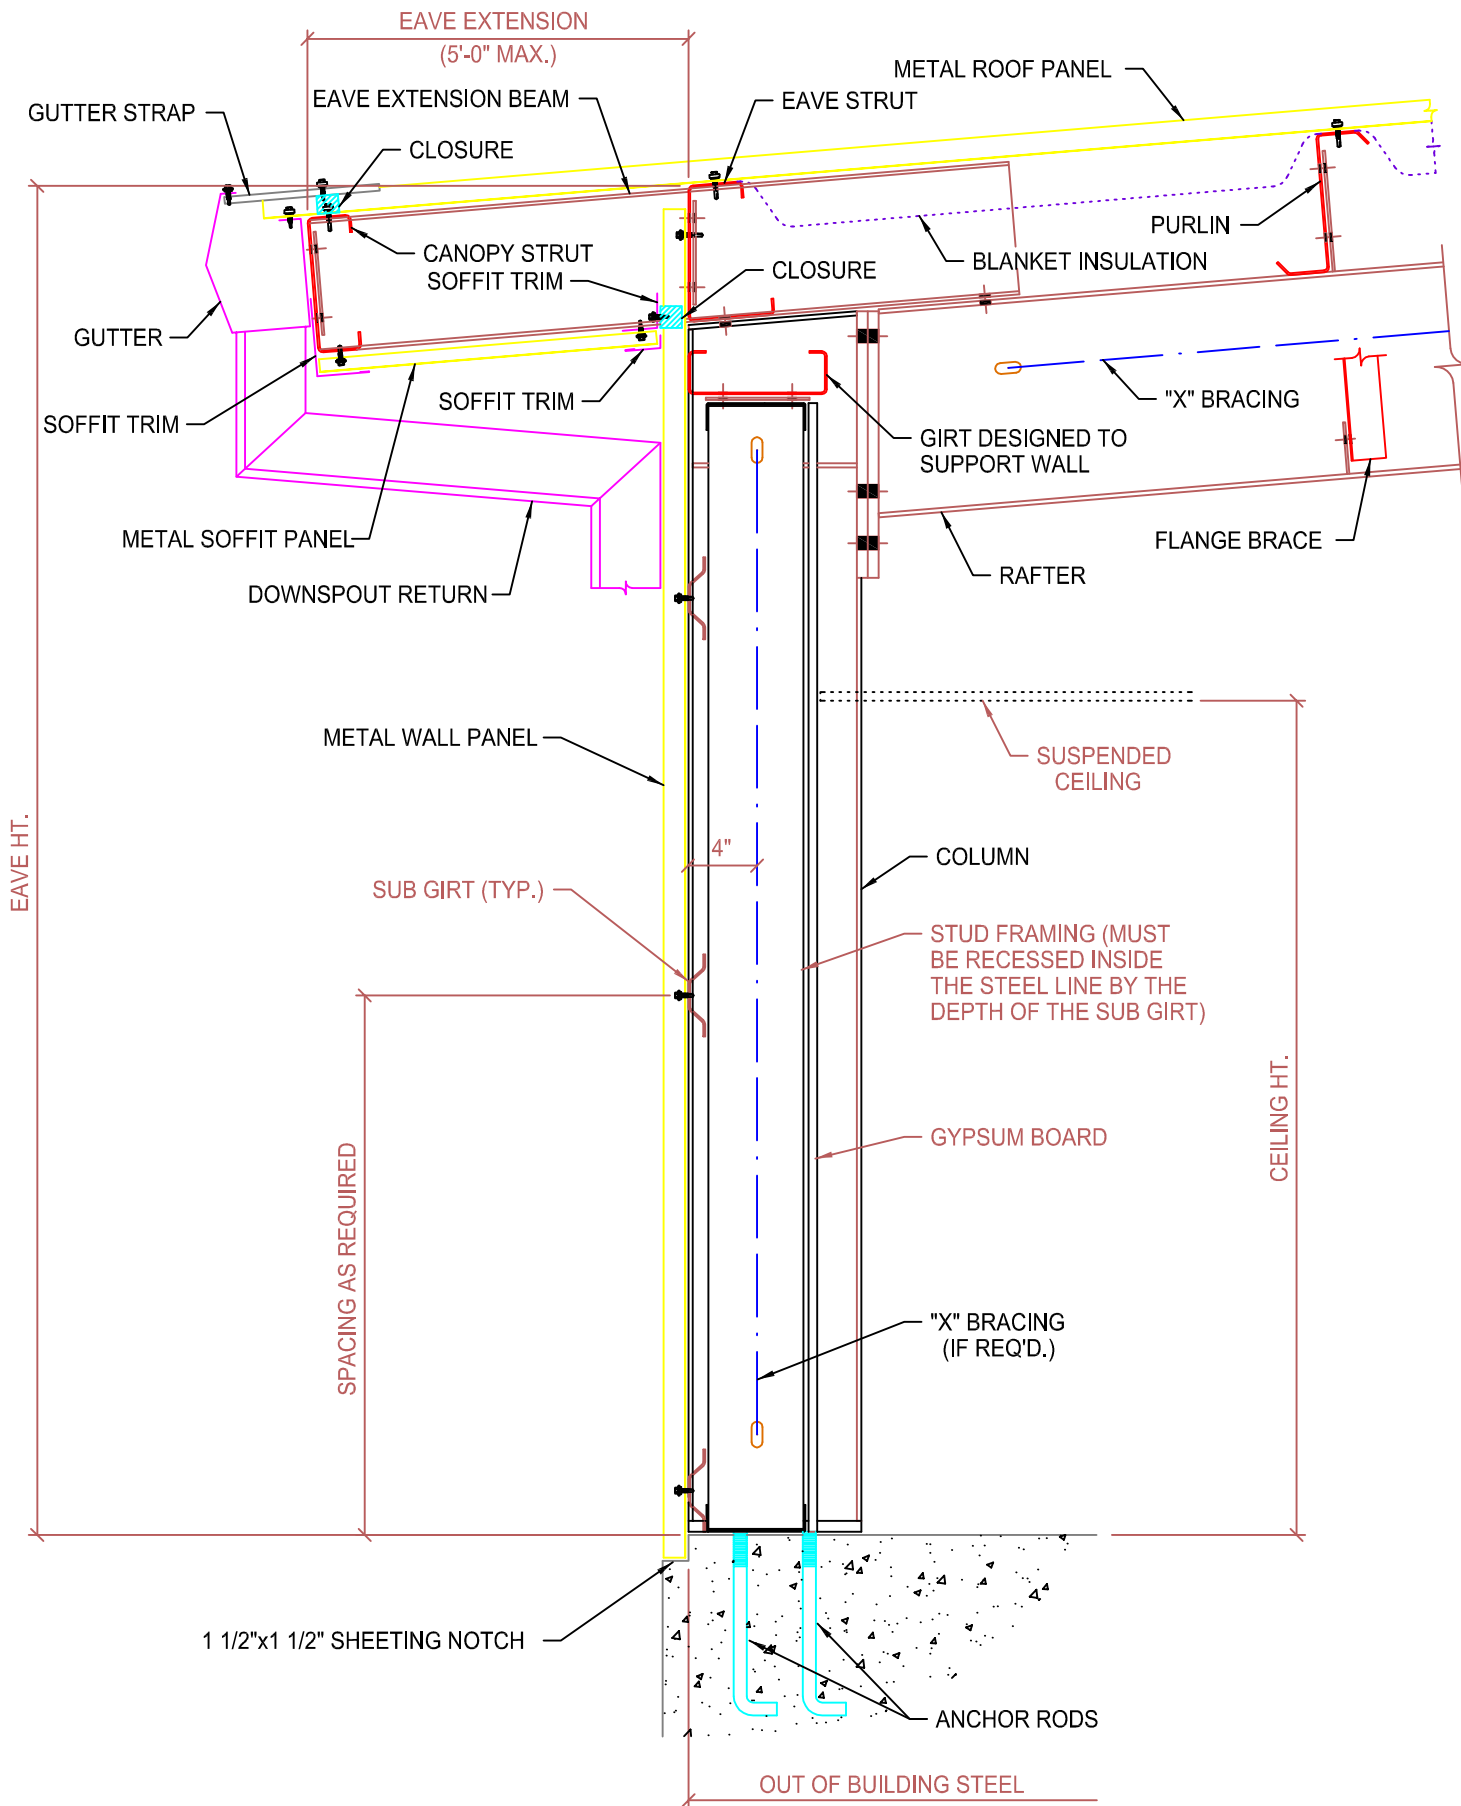 EAVE EXTENSION
(5'-0" MAX.)
METAL ROOF PANEL
GUTTER STRAP
EAVE EXTENSION BEAM
EAVE STRUT
CLOSURE
PURLIN
CANOPY STRUT
SOFFIT TRIM
CLOSURE
BLANKET INSULATION
GUTTER
SOFFIT TRIM
SOFFIT TRIM
"X" BRACING
GIRT DESIGNED TO
SUPPORT WALL
METAL SOFFIT PANEL
FLANGE BRACE
DOWNSPOUT RETURN
RAFTER
METAL WALL PANEL
SUSPENDED
CEILING
EAVE HT.
4"
COLUMN
SUB GIRT (TYP.)
STUD FRAMING (MUST
BE RECESSED INSIDE
THE STEEL LINE BY THE
DEPTH OF THE SUB GIRT)
CEILING HT.
GYPSUM BOARD
SPACING AS REQUIRED
"X" BRACING
(IF REQ'D.)
1 1/2"x1 1/2" SHEETING NOTCH
ANCHOR RODS
OUT OF BUILDING STEEL